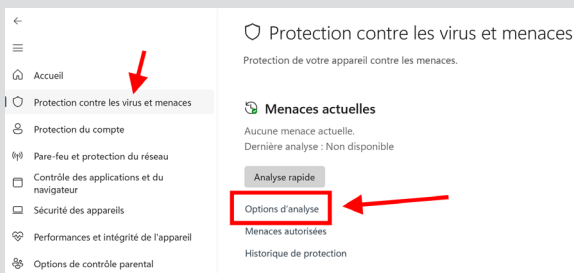 Accueil
Protection contre les virus et menaces
Protection du compte
Pare-feu et protection du réseau
Contrôle des applications et du
navigateur
Sécurité des appareils
Performances et intégrité de l'appareil
Options de contrôle parental
Protection contre les virus et menaces
Protection de votre appareil contre les menaces.
Menaces actuelles
Aucune menace actuelle.
Dernière analyse : Non disponible
Analyse rapide
Options d'analyse
Menaces autorisées
Historique de protection